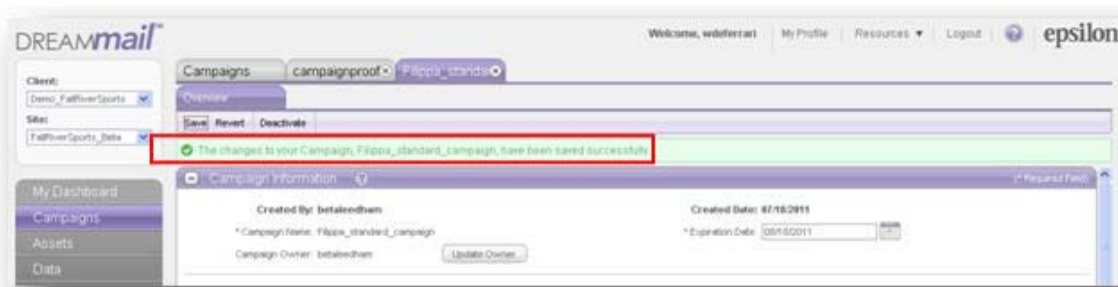 DREAMmail™
Welcome, wdeferrari My Profile Resources ▼ Logout ? epsilon
Client:
Demo_FallRiverSports
Site:
FallRiverSports_Beta
Campaigns campaignproof Filippa_standar
Overview
Save Revert Deactivate
The changes to your Campaign, Filippa_standard_campaign, have been saved successfully
Campaign Information ?
(* Required Field)
My Dashboard
Campaigns
Assets
Data
Created By: betaleedham Created Date: 07/18/2011
* Campaign Name: Filippa_standard_campaign * Expiration Date: 08/18/2011
Campaign Owner: betaleedham Update Owner